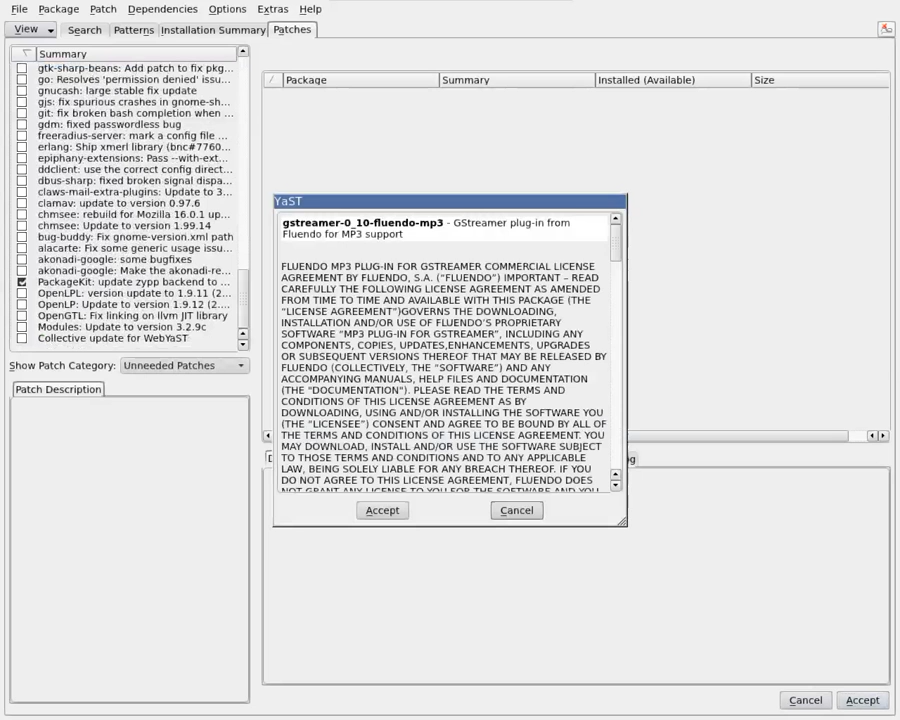 File Package Patch Dependencies Options Extras Help
View Search Patterns Installation Summary Patches
Summary
gtk-sharp-beans: Add patch to fix pkg...
go: Resolves 'permission denied' issu...
gnucash: large stable fix update
gjs: fix spurious crashes in gnome-sh...
git: fix broken bash completion when ...
gdm: fixed passwordless bug
freeradius-server: mark a config file ...
erlang: Ship xmerl library (bnc#7760...
epiphany-extensions: Pass --with-ext...
ddclient: use the correct config direct...
dbus-sharp: fixed broken signal dispa...
claws-mail-extra-plugins: Update to 3...
clamav: update to version 0.97.6
chmsee: rebuild for Mozilla 16.0.1 up...
chmsee: Update to version 1.99.14
bug-buddy: Fix gnome-version.xml path
alacarte: Fix some generic usage issu...
akonadi-google: some bugfixes
akonadi-google: Make the akonadi-re...
PackageKit: update zypp backend to ...
OpenLPL: version update to 1.9.11 (2...
OpenLP: Update to version 1.9.12 (2....
OpenGTL: Fix linking on llvm JIT library
Modules: Update to version 3.2.9c
Collective update for WebYaST
Show Patch Category: Unneeded Patches
Patch Description
Package Summary Installed (Available) Size
YaST
gstreamer-0_10-fluendo-mp3 - GStreamer plug-in from
Fluendo for MP3 support
FLUENDO MP3 PLUG-IN FOR GSTREAMER COMMERCIAL LICENSE
AGREEMENT BY FLUENDO, S.A. (“FLUENDO”) IMPORTANT – READ
CAREFULLY THE FOLLOWING LICENSE AGREEMENT AS AMENDED
FROM TIME TO TIME AND AVAILABLE WITH THIS PACKAGE (THE
“LICENSE AGREEMENT”)GOVERNS THE DOWNLOADING,
INSTALLATION AND/OR USE OF FLUENDO’S PROPRIETARY
SOFTWARE “MP3 PLUG-IN FOR GSTREAMER”, INCLUDING ANY
COMPONENTS, COPIES, UPDATES,ENHANCEMENTS, UPGRADES
OR SUBSEQUENT VERSIONS THEREOF THAT MAY BE RELEASED BY
FLUENDO (COLLECTIVELY, THE “SOFTWARE”) AND ANY
ACCOMPANYING MANUALS, HELP FILES AND DOCUMENTATION
(THE "DOCUMENTATION"). PLEASE READ THE TERMS AND
CONDITIONS OF THIS LICENSE AGREEMENT AS BY
DOWNLOADING, USING AND/OR INSTALLING THE SOFTWARE YOU
(THE “LICENSEE”) CONSENT AND AGREE TO BE BOUND BY ALL OF
THE TERMS AND CONDITIONS OF THIS LICENSE AGREEMENT. YOU
MAY DOWNLOAD, INSTALL AND/OR USE THE SOFTWARE SUBJECT
TO THOSE TERMS AND CONDITIONS AND TO ANY APPLICABLE
LAW, BEING SOLELY LIABLE FOR ANY BREACH THEREOF. IF YOU
DO NOT AGREE TO THIS LICENSE AGREEMENT, FLUENDO DOES
NOT GRANT ANY LICENSE TO YOU FOR THE SOFTWARE AND YOU
Accept Cancel
Cancel Accept